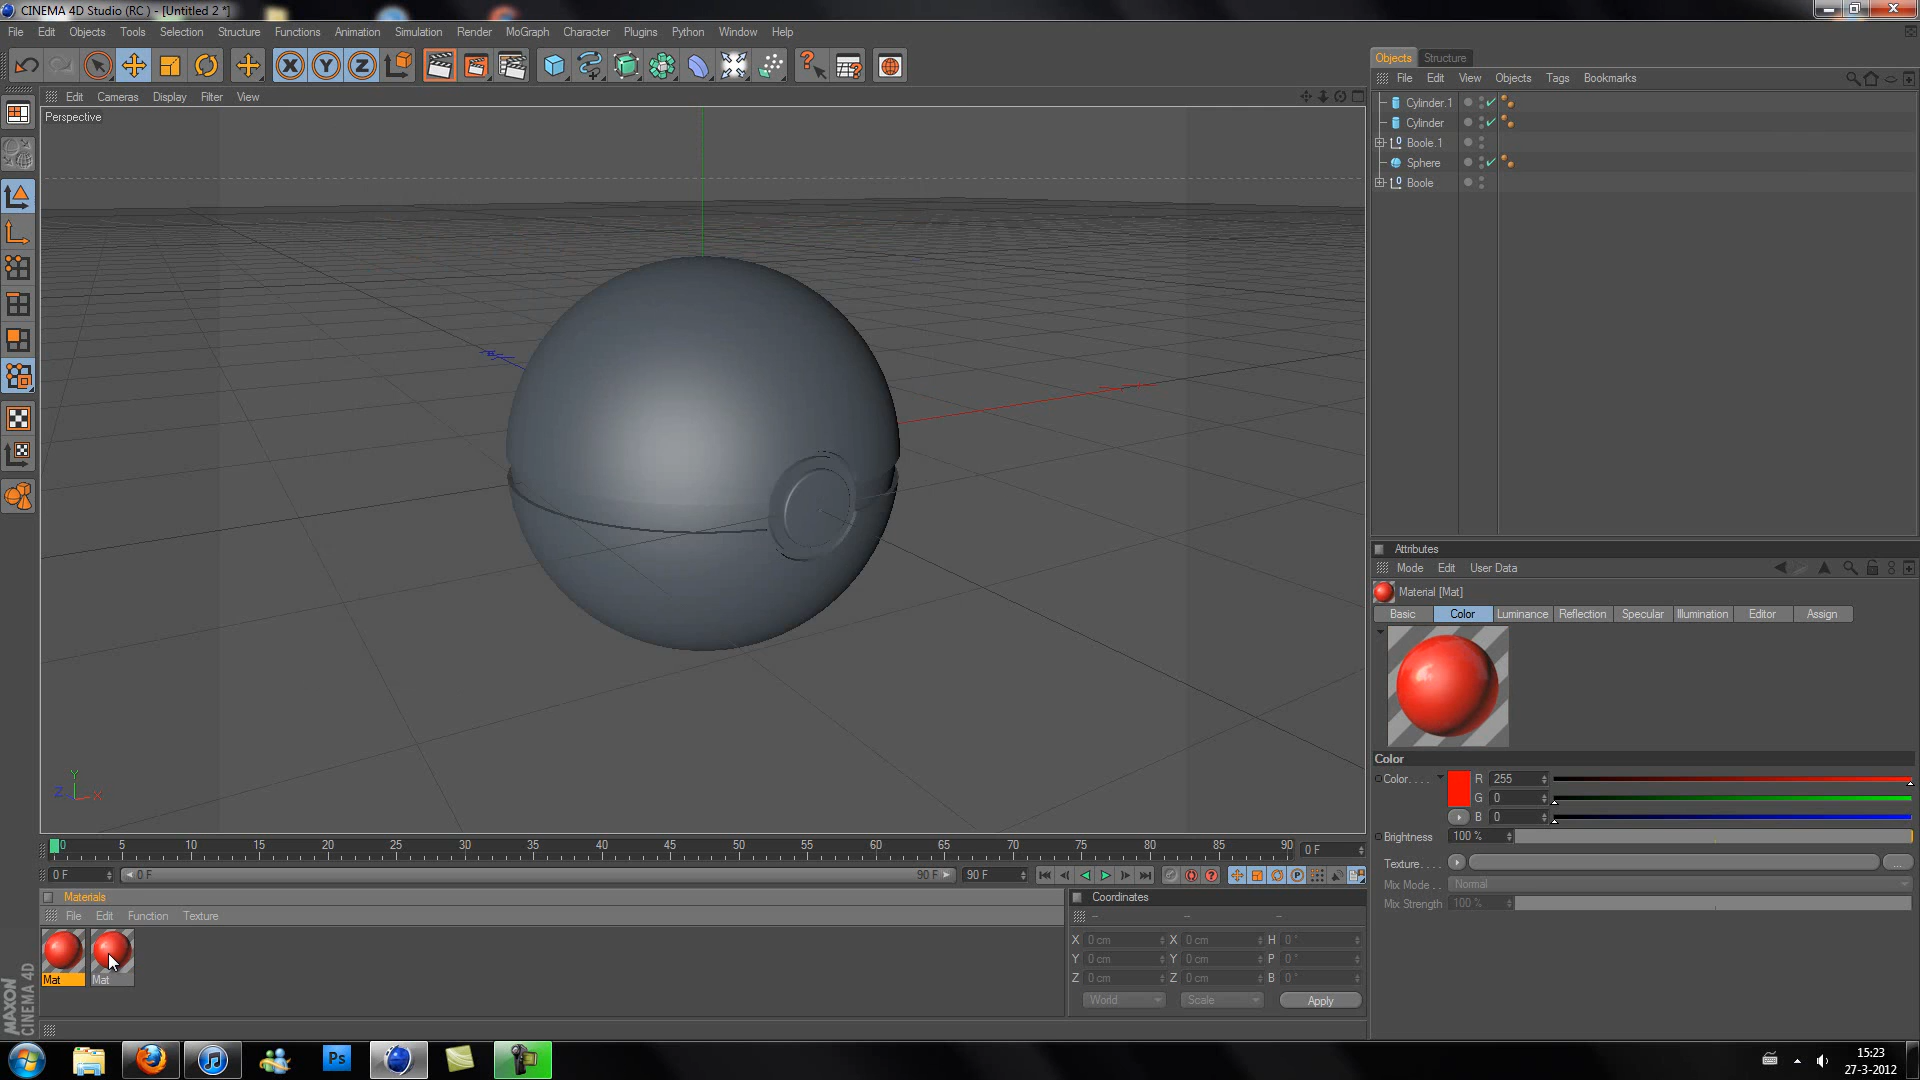 CINEMA 4D Studio (RC ) - [Untitled 2 *]
File Edit Objects Tools Selection Structure Functions Animation Simulation Render MoGraph Character Plugins Python Window Help
Edit Cameras Display Filter View
Perspective
Y
Z X
0 5 10 15 20 25 30 35 40 45 50 55 60 65 70 75 80 85 90 0 F
0 F 0 F 90 F 90 F
Materials
File Edit Function Texture
Mat Mat
MAXON
CINEMA 4D
Coordinates
-- -- --
X 0 cm X 0 cm H 0 °
Y 0 cm Y 0 cm P 0 °
Z 0 cm Z 0 cm B 0 °
World Scale Apply
Objects Structure
File Edit View Objects Tags Bookmarks
Cylinder.1
Cylinder
Boole.1
Sphere
Boole
Attributes
Mode Edit User Data
Material [Mat]
Basic Color Luminance Reflection Specular Illumination Editor Assign
Color
Color. . . . R 255
G 0
B 0
Brightness 100 %
Texture. . . . ...
Mix Mode . . Normal
Mix Strength 100 %
Ps
15:23
27-3-2012